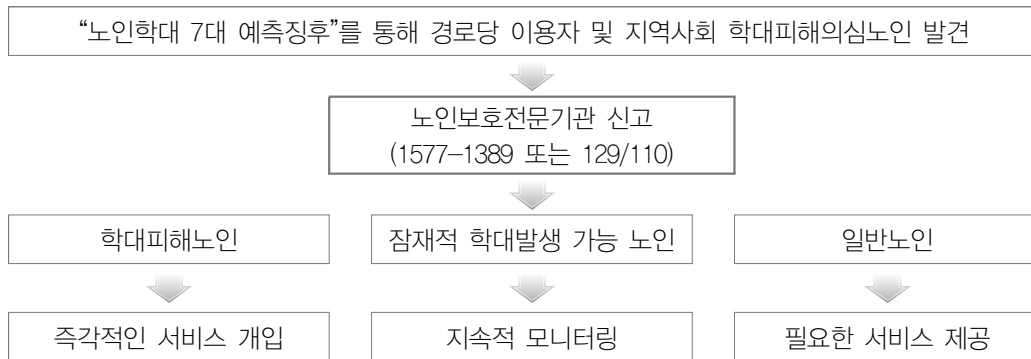 “노인학대 7대 예측징후”를 통해 경로당 이용자 및 지역사회 학대피해의심노인 발견
노인보호전문기관 신고
(1577-1389 또는 129/110)
학대피해노인
잠재적 학대발생 가능 노인
일반노인
즉각적인 서비스 개입
지속적 모니터링
필요한 서비스 제공